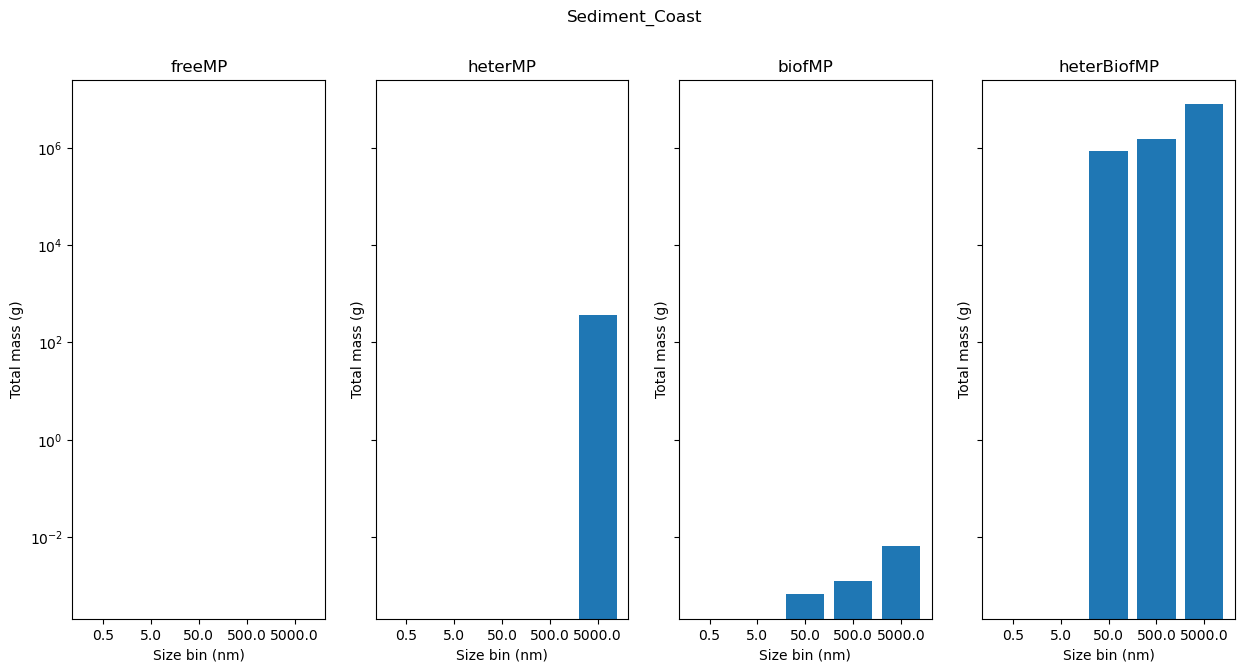 Sediment_Coast
freeMP
heterMP
biofMP
heterBiofMP
Total mass (g)
10^6
10^4
10^2
10^0
10^-2
0.5 5.0 50.0 500.0 5000.0
Size bin (nm)
Total mass (g)
0.5 5.0 50.0 500.0 5000.0
Size bin (nm)
Total mass (g)
0.5 5.0 50.0 500.0 5000.0
Size bin (nm)
Total mass (g)
0.5 5.0 50.0 500.0 5000.0
Size bin (nm)